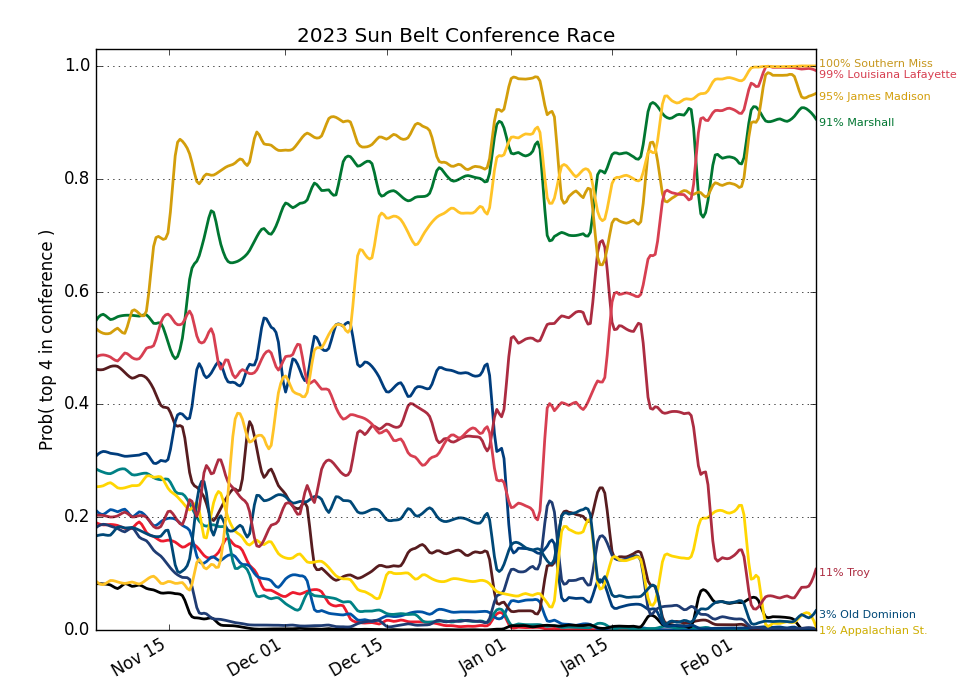 2023 Sun Belt Conference Race
Prob( top 4 in conference )
1.0
0.8
0.6
0.4
0.2
0.0
Nov 15
Dec 01
Dec 15
Jan 01
Jan 15
Feb 01
100% Southern Miss
99% Louisiana Lafayette
95% James Madison
91% Marshall
11% Troy
3% Old Dominion
1% Appalachian St.